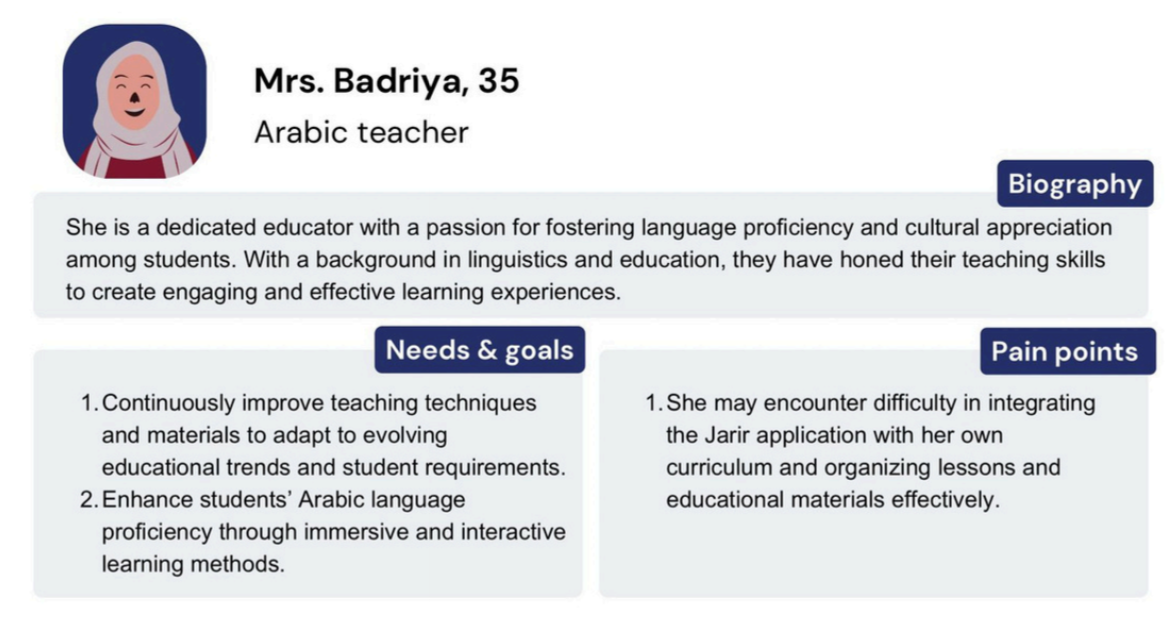 Mrs. Badriya, 35
Arabic teacher
Biography
She is a dedicated educator with a passion for fostering language proficiency and cultural appreciation
among students. With a background in linguistics and education, they have honed their teaching skills
to create engaging and effective learning experiences.
Needs & goals
1. Continuously improve teaching techniques
and materials to adapt to evolving
educational trends and student requirements.
2. Enhance students’ Arabic language
proficiency through immersive and interactive
learning methods.
Pain points
1. She may encounter difficulty in integrating
the Jarir application with her own
curriculum and organizing lessons and
educational materials effectively.